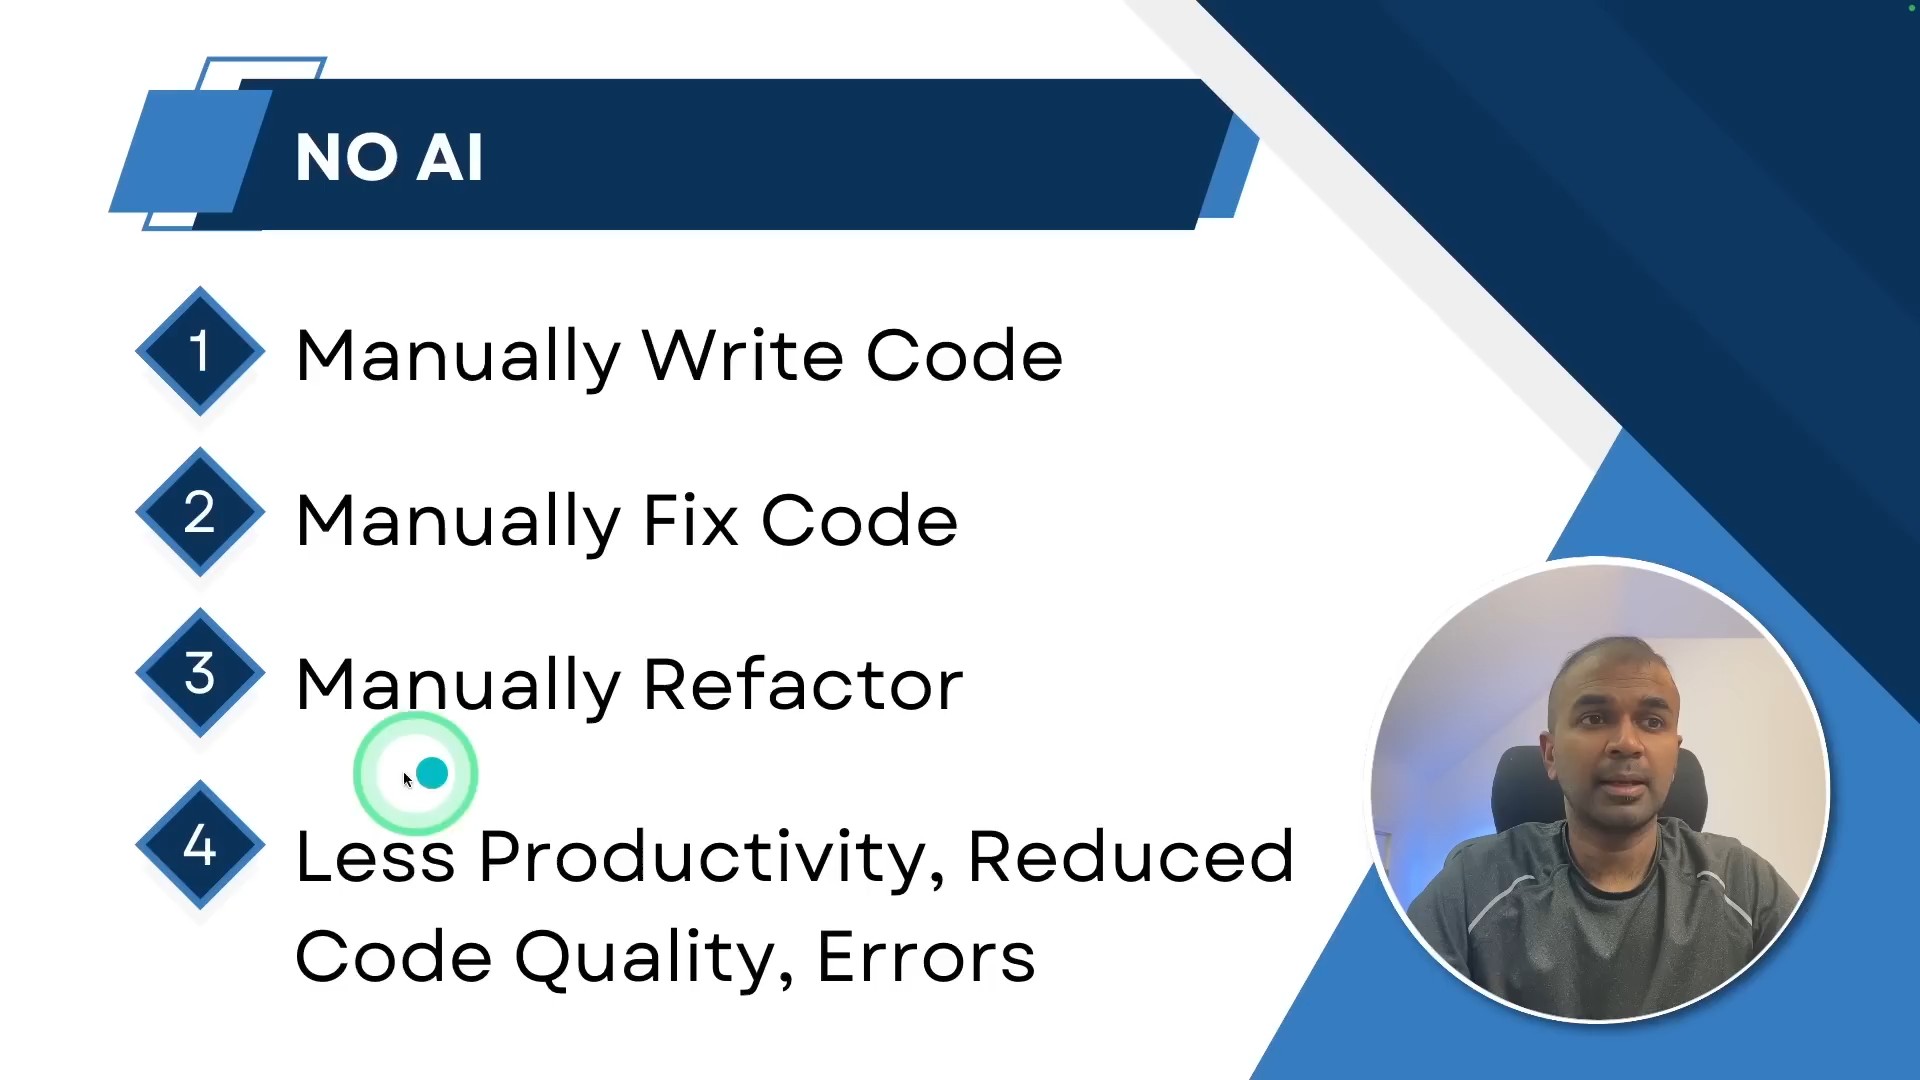 NO AI
1 Manually Write Code
2 Manually Fix Code
3 Manually Refactor
4 Less Productivity, Reduced
Code Quality, Errors